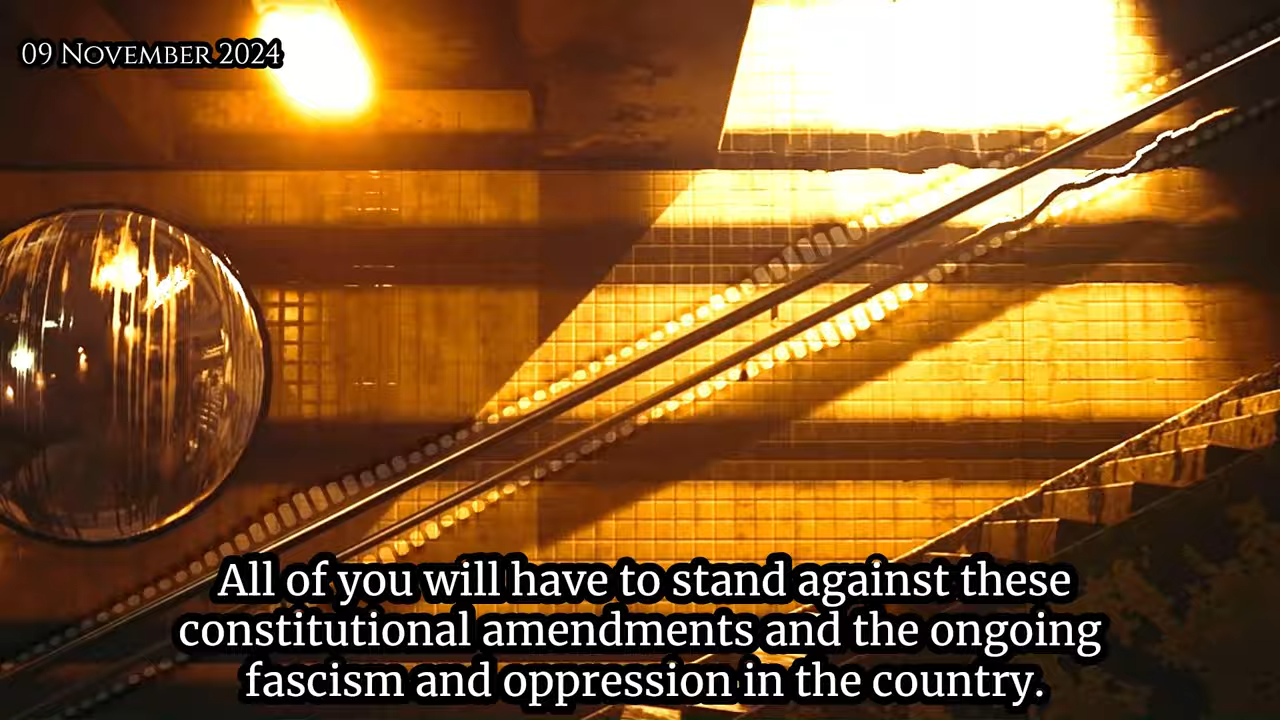 09 November 2024
All of you will have to stand against these
constitutional amendments and the ongoing
fascism and oppression in the country.